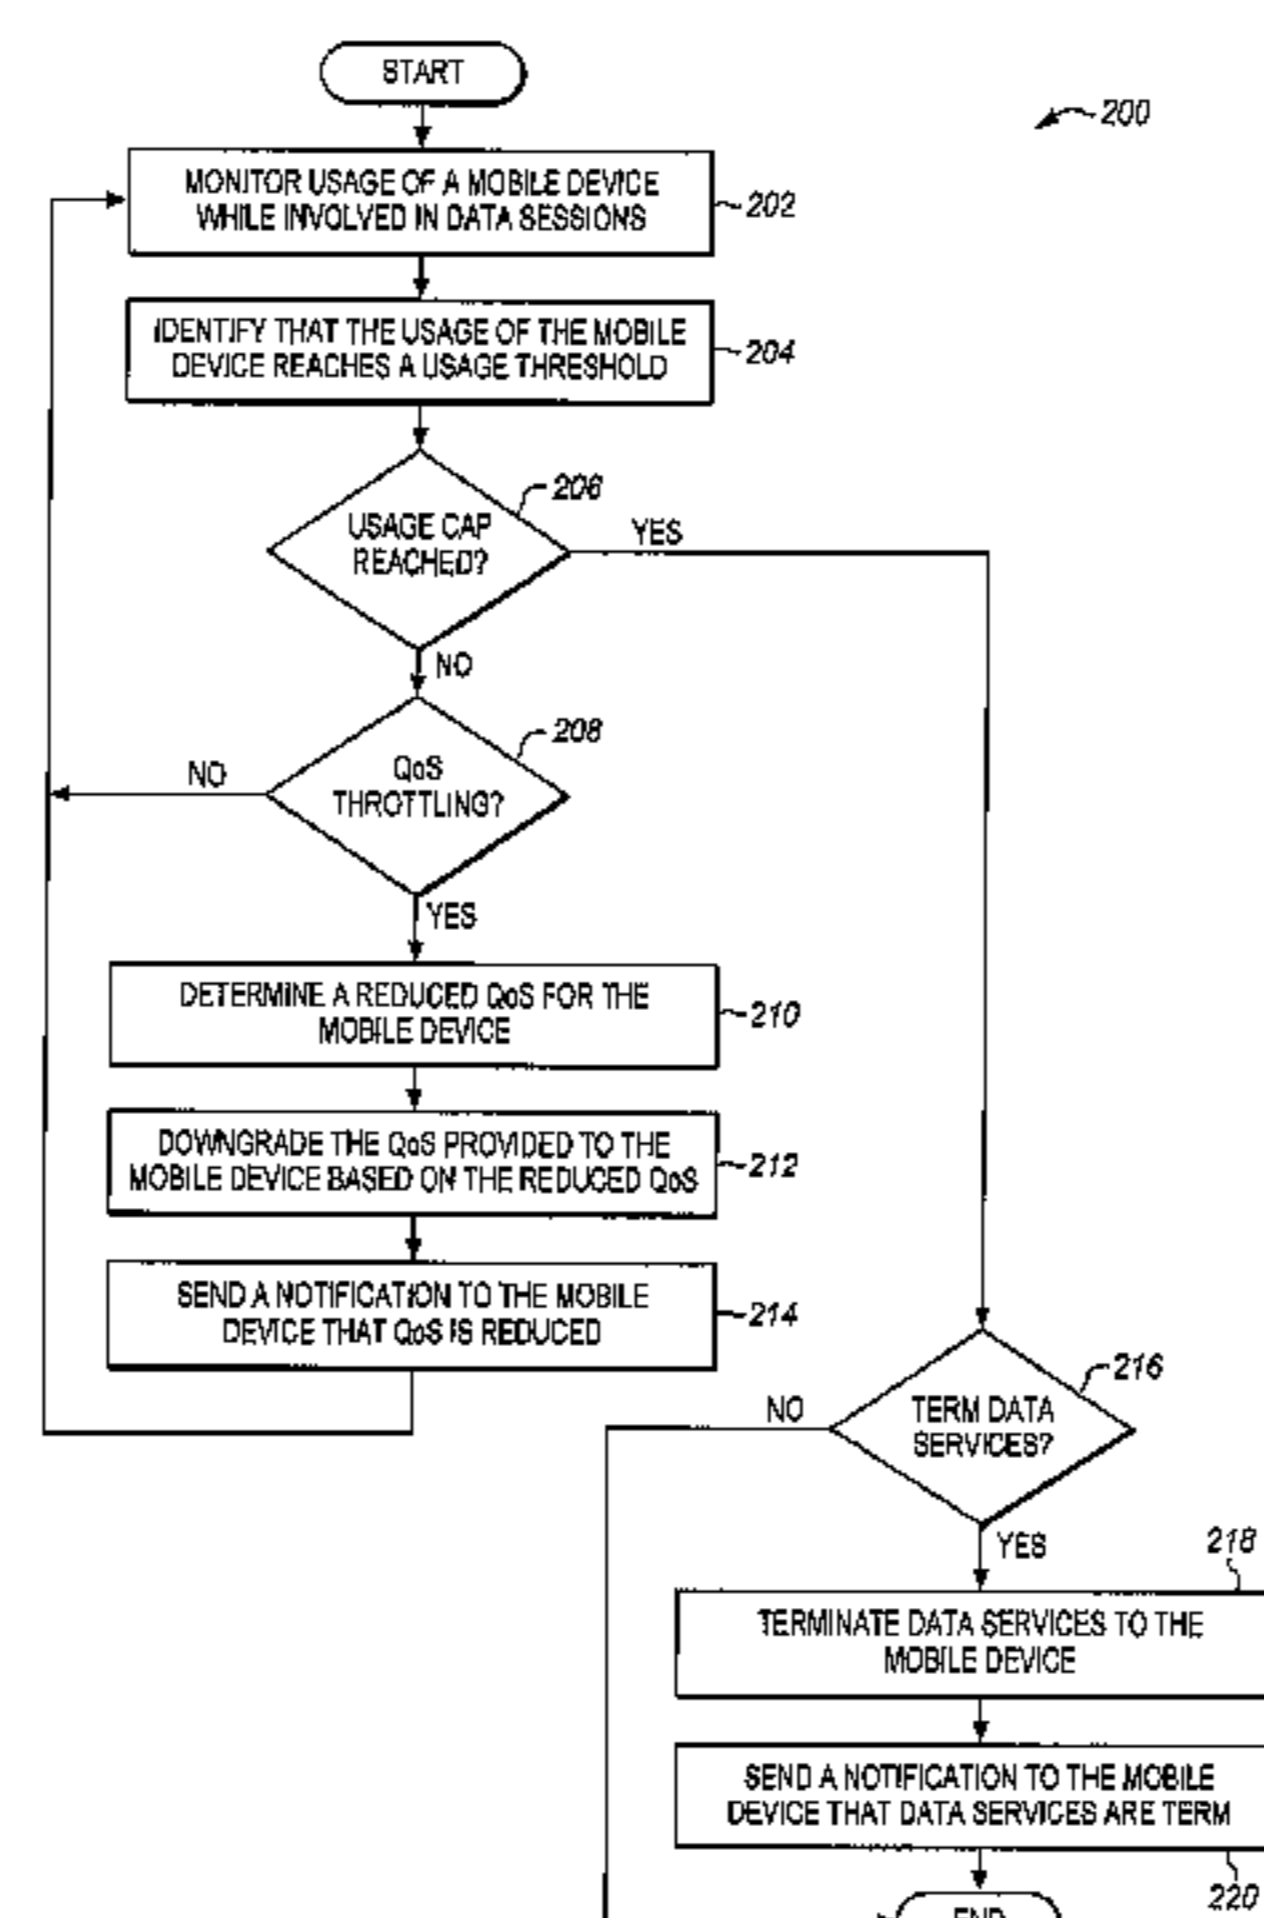 START
200
MONITOR USAGE OF A MOBILE DEVICE
WHILE INVOLVED IN DATA SESSIONS
202
IDENTIFY THAT THE USAGE OF THE MOBILE
DEVICE REACHES A USAGE THRESHOLD
204
206
USAGE CAP
REACHED?
YES
NO
208
QoS
THROTTLING?
NO
YES
DETERMINE A REDUCED QoS FOR THE
MOBILE DEVICE
210
DOWNGRADE THE QoS PROVIDED TO THE
MOBILE DEVICE BASED ON THE REDUCED QoS
212
SEND A NOTIFICATION TO THE MOBILE
DEVICE THAT QoS IS REDUCED
214
216
TERM DATA
SERVICES?
NO
YES
218
TERMINATE DATA SERVICES TO THE
MOBILE DEVICE
SEND A NOTIFICATION TO THE MOBILE
DEVICE THAT DATA SERVICES ARE TERM
220
END